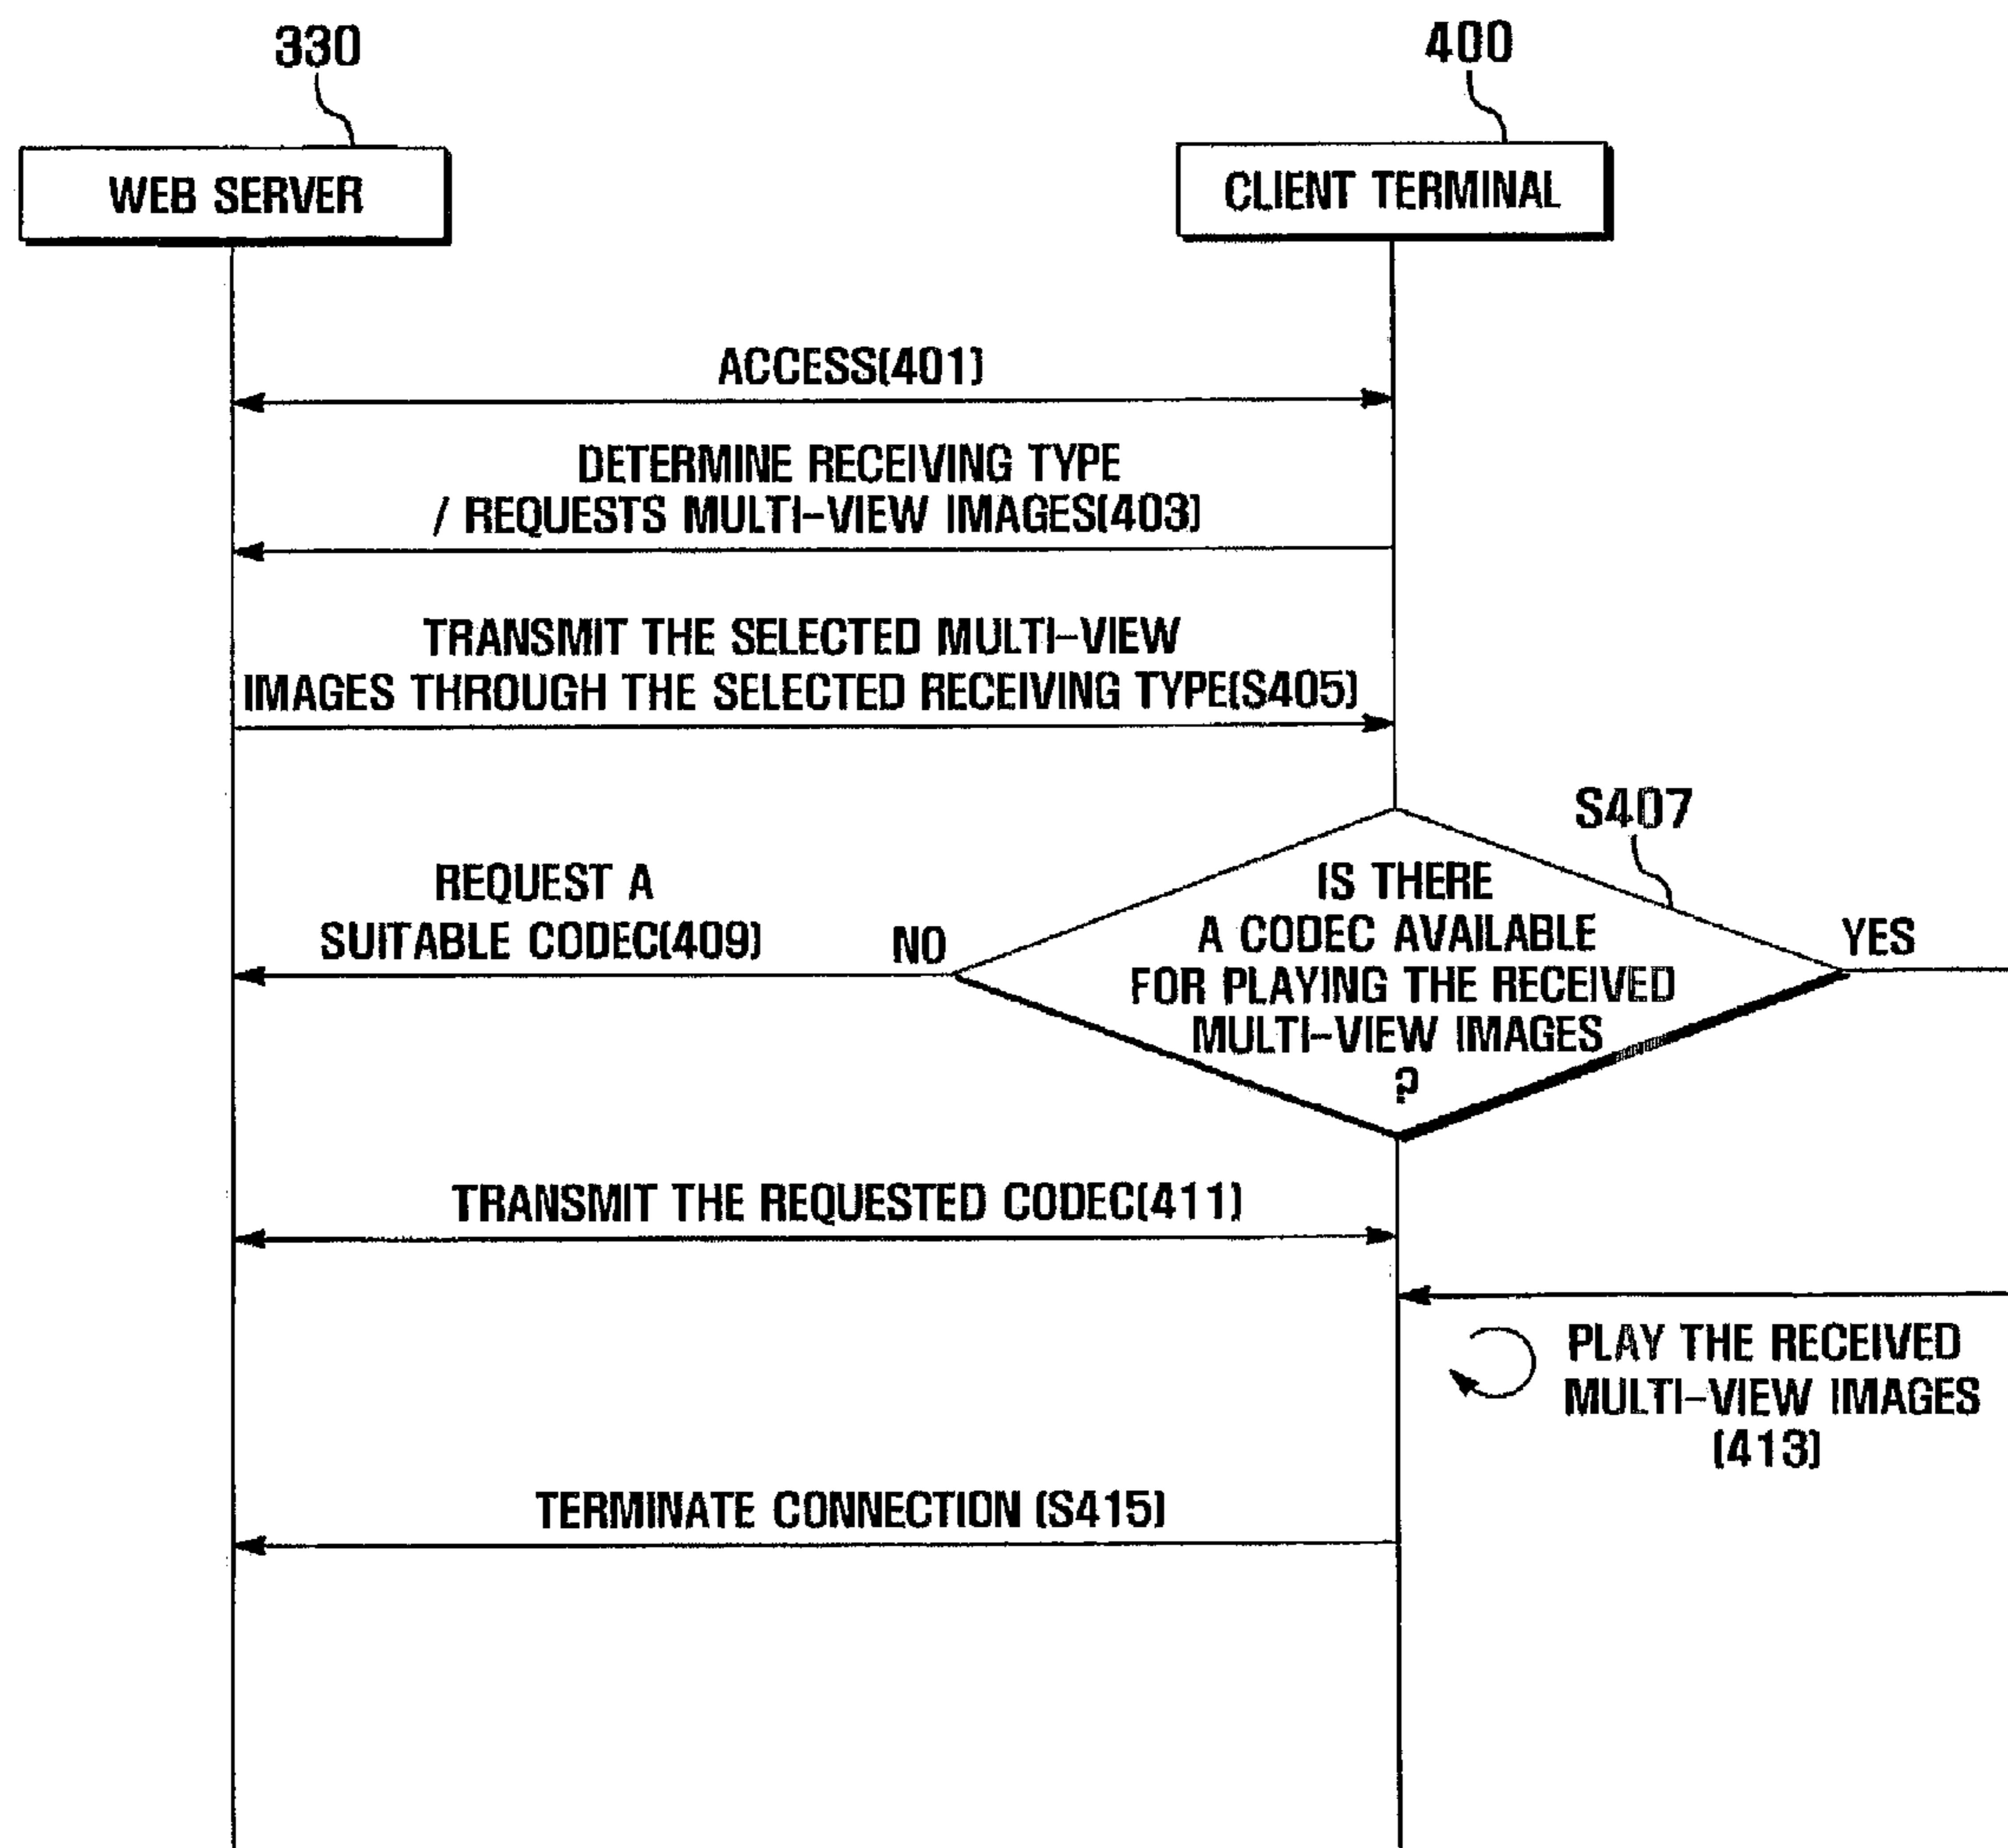 330
400
WEB SERVER
CLIENT TERMINAL
ACCESS(401)
DETERMINE RECEIVING TYPE
/ REQUESTS MULTI-VIEW IMAGES(403)
TRANSMIT THE SELECTED MULTI-VIEW
IMAGES THROUGH THE SELECTED RECEIVING TYPE(S405)
S407
REQUEST A
SUITABLE CODEC(409)
NO
IS THERE
A CODEC AVAILABLE
FOR PLAYING THE RECEIVED
MULTI-VIEW IMAGES
?
YES
TRANSMIT THE REQUESTED CODEC(411)
PLAY THE RECEIVED
MULTI-VIEW IMAGES
(413)
TERMINATE CONNECTION (S415)